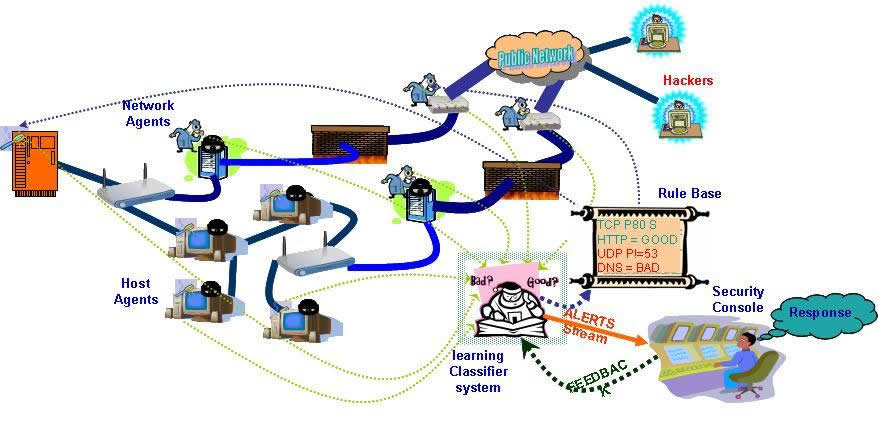 Public Network
Hackers
Network
Agents
Rule Base
TCP P80 S
HTTP = GOOD
UDP P!=53
DNS = BAD
Host
Agents
Bad?
Good?
Security
Console
Response
ALERTS
Stream
learning
Classifier
system
FEEDBAC
K